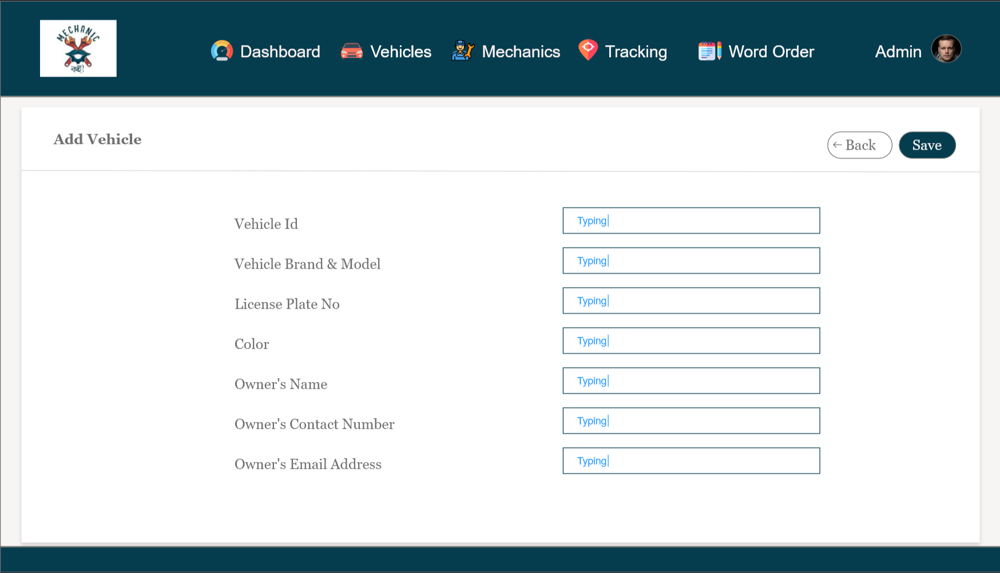 MECHANIC
কই?
Dashboard
Vehicles
Mechanics
Tracking
Word Order
Admin
Add Vehicle
← Back
Save
Vehicle Id
Typing
Vehicle Brand & Model
Typing
License Plate No
Typing
Color
Typing
Owner's Name
Typing
Owner's Contact Number
Typing
Owner's Email Address
Typing